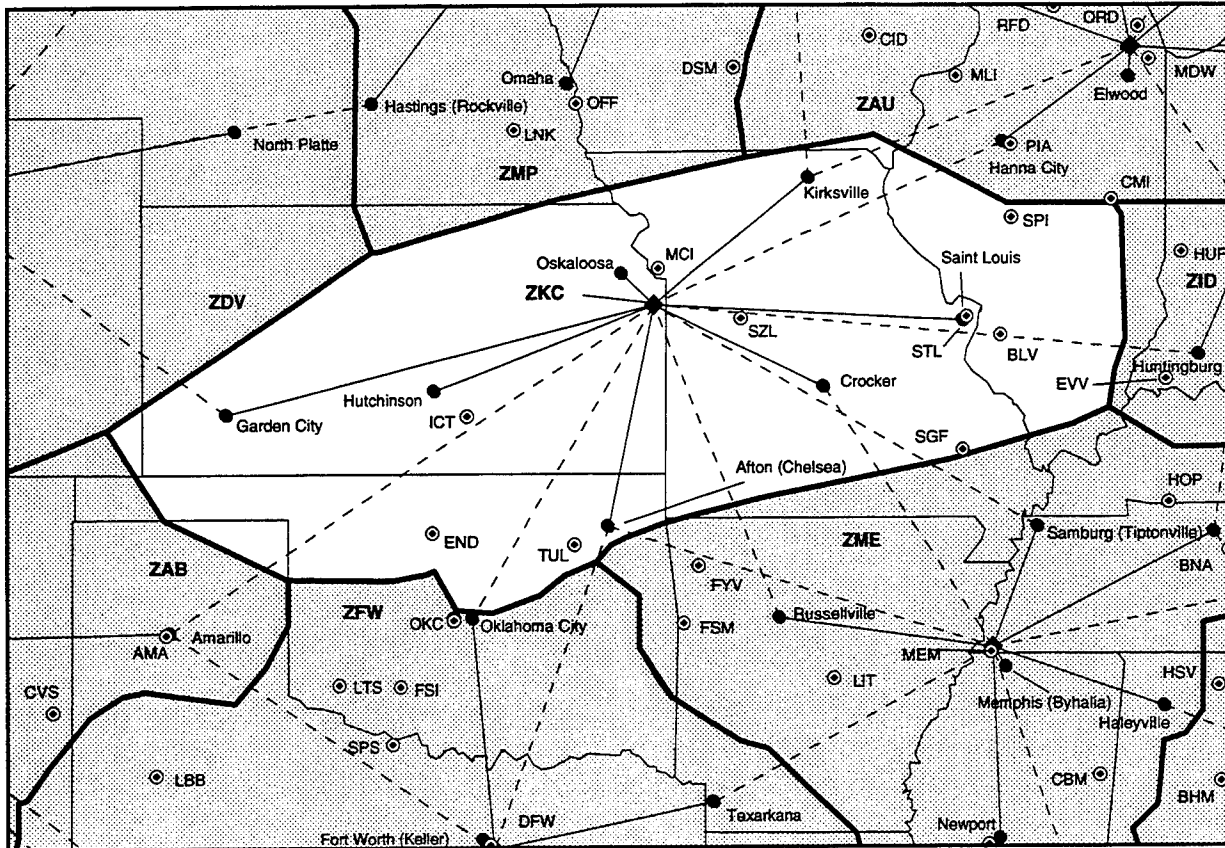 RFD
ORD
CID
DSM
MDW
MLI
Omaha
Elwood
Hastings (Rockville)
OFF
ZAU
LNK
North Platte
PIA
ZMP
Hanna City
Kirksville
CMI
SPI
MCI
Saint Louis
HUF
Oskaloosa
ZID
ZKC
ZDV
SZL
STL
BLV
Huntingburg
Hutchinson
Crocker
EVV
ICT
Garden City
SGF
Afton (Chelsea)
HOP
END
ZME
Samburg (Tiptonville)
TUL
ZAB
BNA
FYV
ZFW
OKC
Oklahoma City
Russellville
FSM
Amarillo
AMA
MEM
HSV
LTS
FSI
LIT
CVS
Memphis (Byhalia)
Haleyville
SPS
LBB
CBM
BHM
Texarkana
DFW
Newport
Fort Worth (Keller)